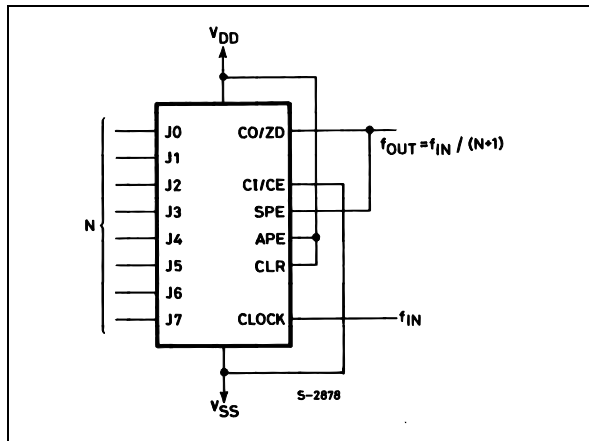 VDD
J0 CO/ZD
fOUT=fIN / (N+1)
J1
J2 CI/CE
J3 SPE
N
J4 APE
J5 CLR
J6
J7 CLOCK fIN
S-2878
VSS